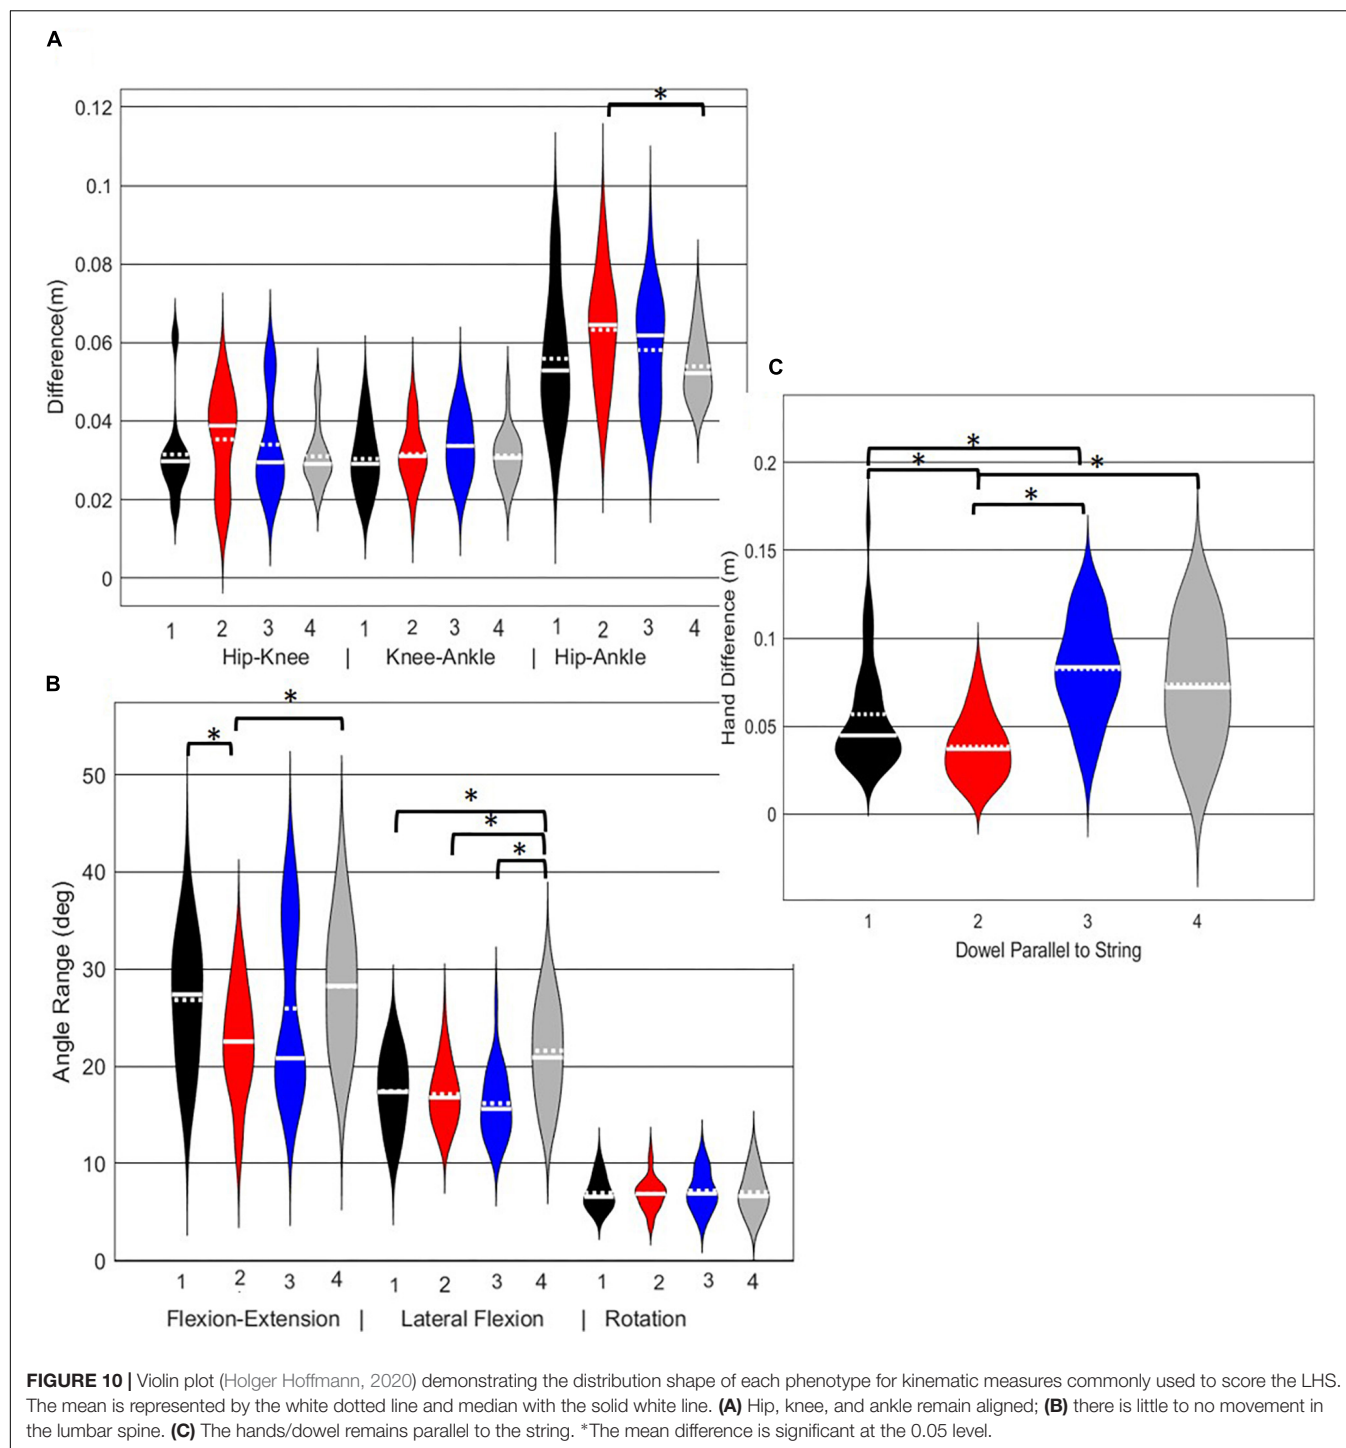 A
0.12
0.1
0.08
0.06
0.04
0.02
0
Difference(m)
*
1 2 3 4 1 2 3 4 1 2 3 4
Hip-Knee | Knee-Ankle | Hip-Ankle
C
0.2
0.15
0.1
0.05
0
Hand Difference (m)
* * * *
1 2 3 4
Dowel Parallel to String
B
50
40
30
20
10
0
Angle Range (deg)
* * * * *
1 2 3 4 1 2 3 4 1 2 3 4
Flexion-Extension | Lateral Flexion | Rotation
FIGURE 10 | Violin plot (Holger Hoffmann, 2020) demonstrating the distribution shape of each phenotype for kinematic measures commonly used to score the LHS.
The mean is represented by the white dotted line and median with the solid white line. (A) Hip, knee, and ankle remain aligned; (B) there is little to no movement in
the lumbar spine. (C) The hands/dowel remains parallel to the string. *The mean difference is significant at the 0.05 level.